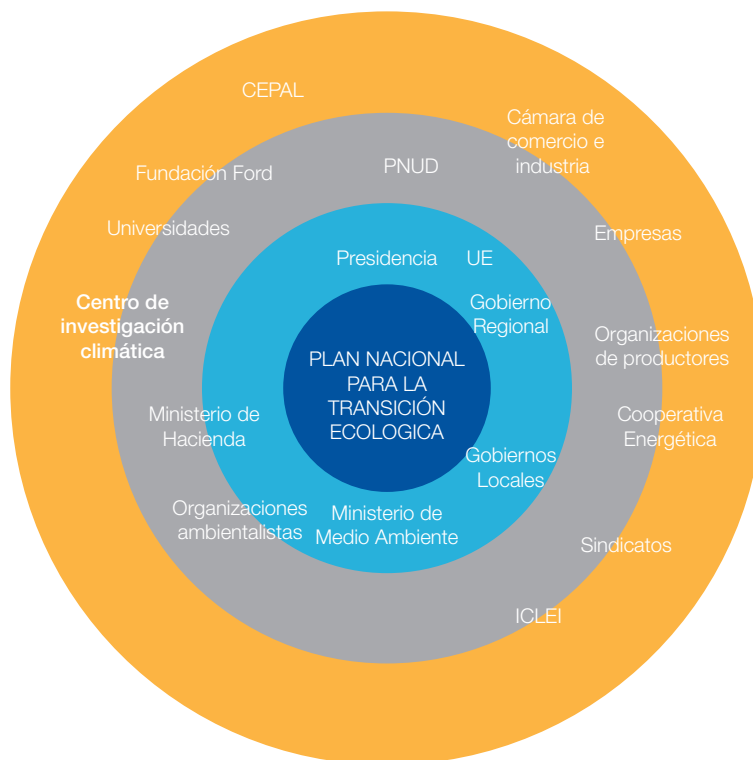 CEPAL
Cámara de
comercio e
industria
PNUD
Fundación Ford
Universidades
Empresas
Presidencia
UE
Centro de
investigación
climática
Gobierno
Regional
Organizaciones
de productores
PLAN NACIONAL
PARA LA
TRANSICIÓN
ECOLOGICA
Ministerio de
Hacienda
Cooperativa
Energética
Gobiernos
Locales
Organizaciones
ambientalistas
Ministerio de
Medio Ambiente
Sindicatos
ICLEI